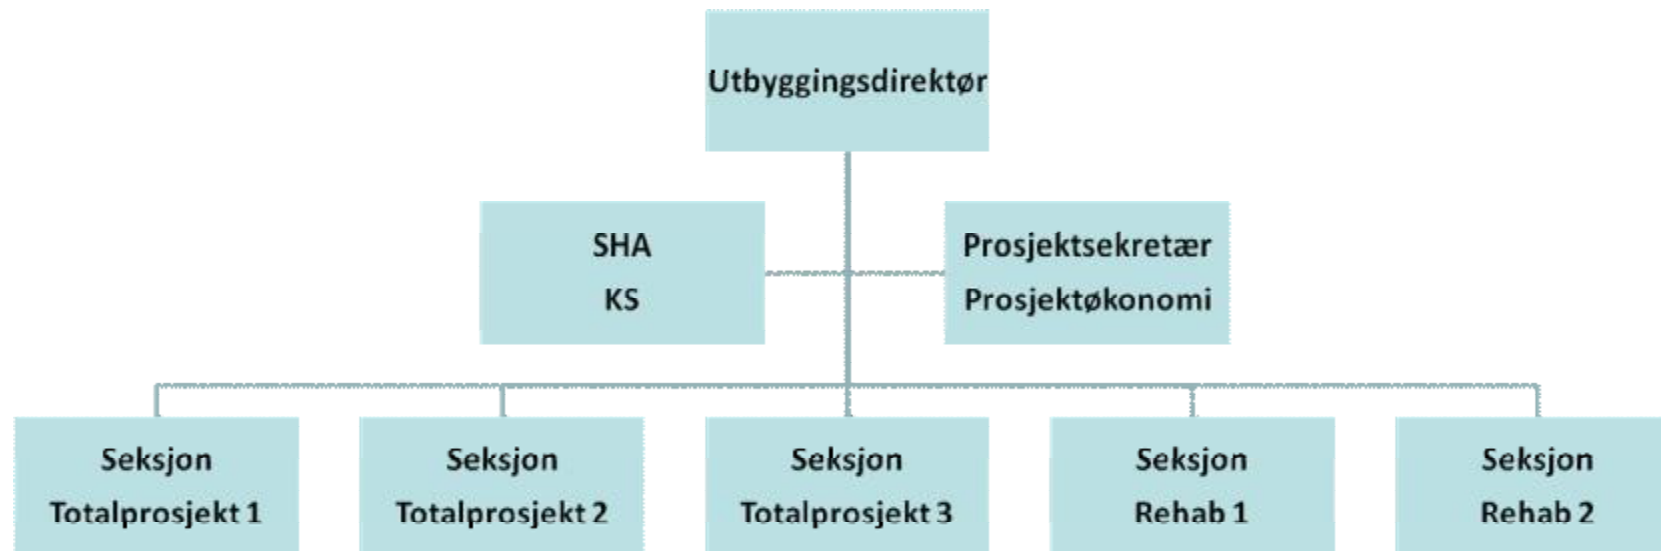 Utbyggingsdirektør
SHA
KS
Prosjektsekretær
Prosjektøkonomi
Seksjon
Totalprosjekt 1
Seksjon
Totalprosjekt 2
Seksjon
Totalprosjekt 3
Seksjon
Rehab 1
Seksjon
Rehab 2